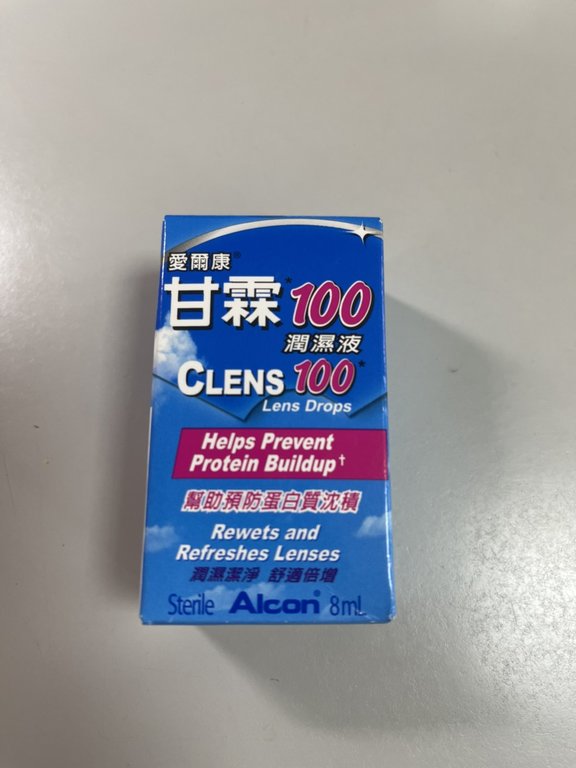 愛爾康®
甘霖*100
潤濕液
CLENS 100*
Lens Drops
Helps Prevent
Protein Buildup†
幫助預防蛋白質沈積
Rewets and
Refreshes Lenses
潤濕潔淨 舒適倍增
Sterile Alcon® 8mL